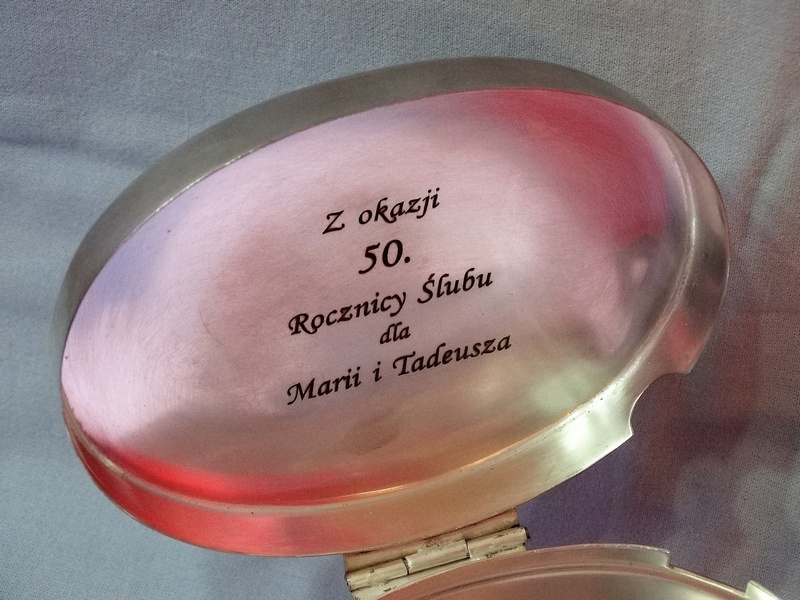 Z okazji
50.
Rocznicy Ślubu
dla
Marii i Tadeusza